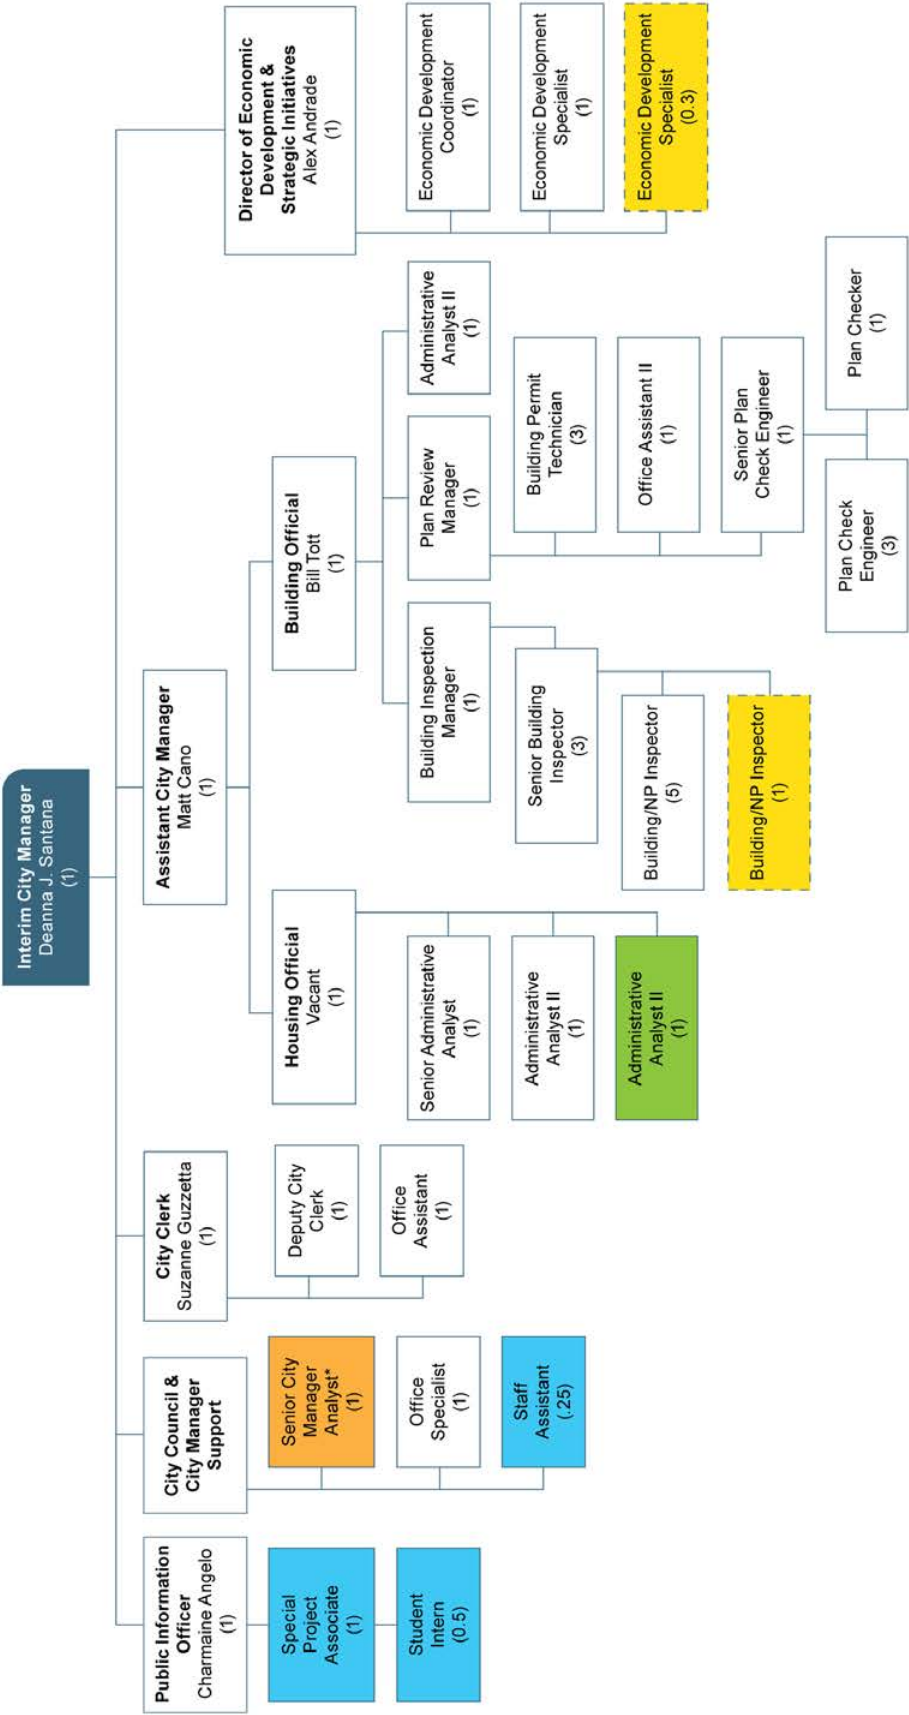 Interim City Manager
Deanna J. Santana
(1)
Public Information
Officer
Charmaine Angelo
(1)
Special
Project
Associate
(1)
Student
Intern
(0.5)
City Council &
City Manager
Support
Senior City
Manager
Analyst*
(1)
Office
Specialist
(1)
Staff
Assistant
(.25)
City Clerk
Suzanne Guzzetta
(1)
Deputy City
Clerk
(1)
Office
Assistant
(1)
Assistant City Manager
Matt Cano
(1)
Housing Official
Vacant
(1)
Senior Administrative
Analyst
(1)
Administrative
Analyst II
(1)
Administrative
Analyst II
(1)
Building Official
Bill Tott
(1)
Building Inspection
Manager
(1)
Senior Building
Inspector
(3)
Building/NP Inspector
(5)
Building/NP Inspector
(1)
Plan Review
Manager
(1)
Building Permit
Technician
(3)
Office Assistant II
(1)
Senior Plan
Check Engineer
(1)
Plan Check
Engineer
(3)
Plan Checker
(1)
Administrative
Analyst II
(1)
Director of Economic
Development &
Strategic Initiatives
Alex Andrade
(1)
Economic Development
Coordinator
(1)
Economic Development
Specialist
(1)
Economic Development
Specialist
(0.3)